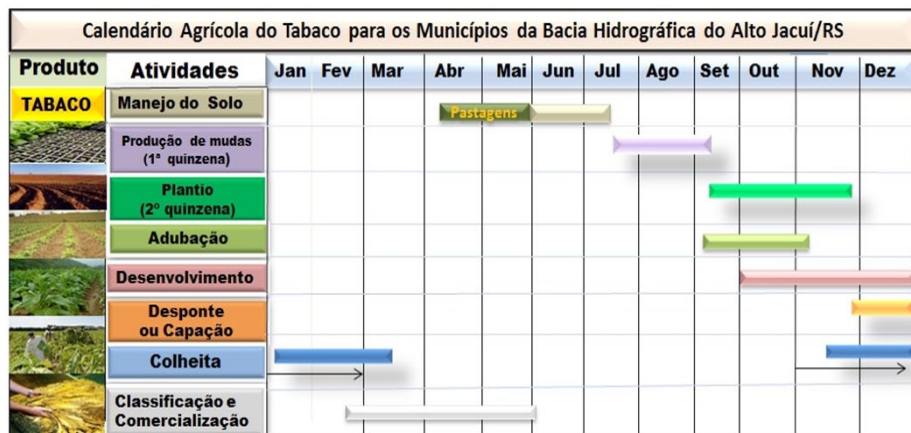 Calendário Agrícola do Tabaco para os Municípios da Bacia Hidrográfica do Alto Jacuí/RS
Produto Atividades Jan Fev Mar Abr Mai Jun Jul Ago Set Out Nov Dez
TABACO Manejo do Solo Pastagens
Produção de mudas
(1ª quinzena)
Plantio
(2º quinzena)
Adubação
Desenvolvimento
Desponte
ou Capação
Colheita
Classificação e
Comercialização